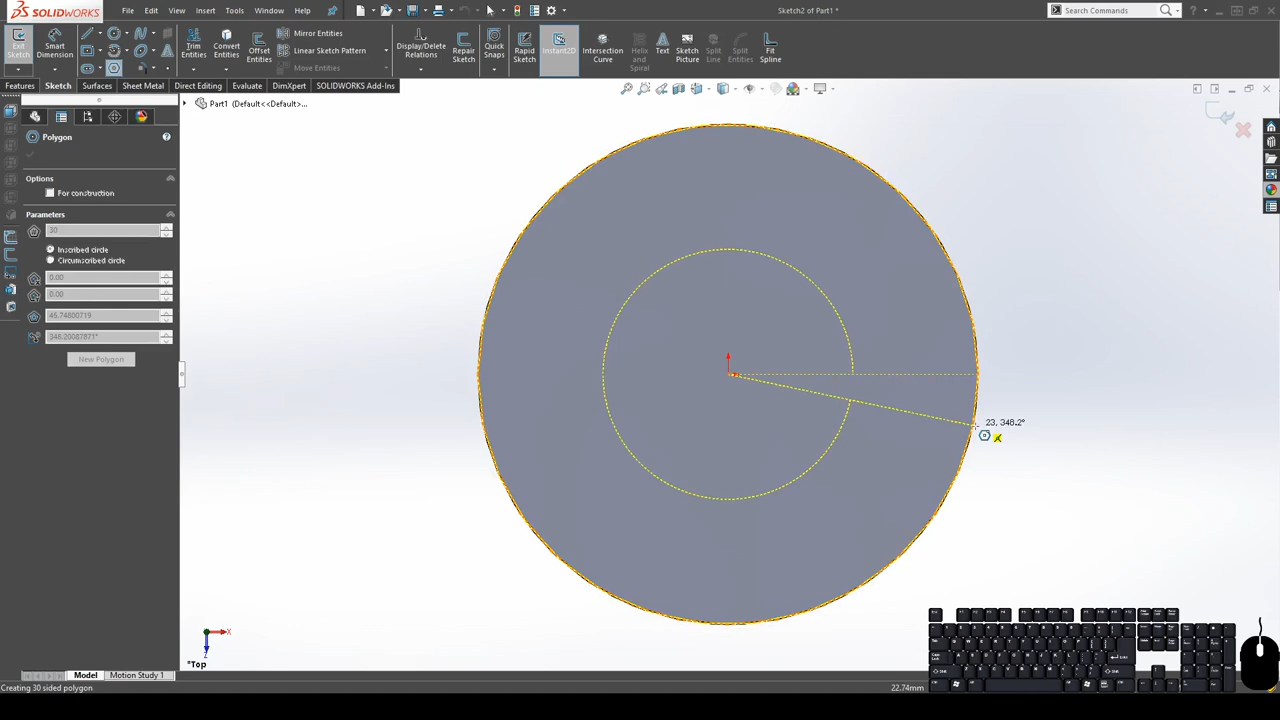 SOLIDWORKS File Edit View Insert Tools Window Help
Sketch2 of Part1 *
Search Commands
Exit Sketch
Smart Dimension
Trim Entities
Convert Entities
Offset Entities
Mirror Entities
Linear Sketch Pattern
Move Entities
Display/Delete Relations
Repair Sketch
Quick Snaps
Rapid Sketch
Instant2D
Intersection Curve
Helix and Spiral
Text
Sketch Picture
Split Line
Split Entities
Fit Spline
Features Sketch Surfaces Sheet Metal Direct Editing Evaluate DimXpert SOLIDWORKS Add-Ins
Part1 (Default<<Default>...
Polygon
Options
For construction
Parameters
30
Inscribed circle
Circumscribed circle
0.00
0.00
45.74800719
348.20087871°
New Polygon
23, 348.2°
X
Z
*Top
Model Motion Study 1
Creating 30 sided polygon
22.74mm